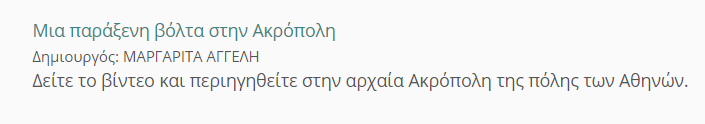 Μια παράξενη βόλτα στην Ακρόπολη
Δημιουργός: ΜΑΡΓΑΡΙΤΑ ΑΓΓΕΛΗ
Δείτε το βίντεο και περιηγηθείτε στην αρχαία Ακρόπολη της πόλης των Αθηνών.